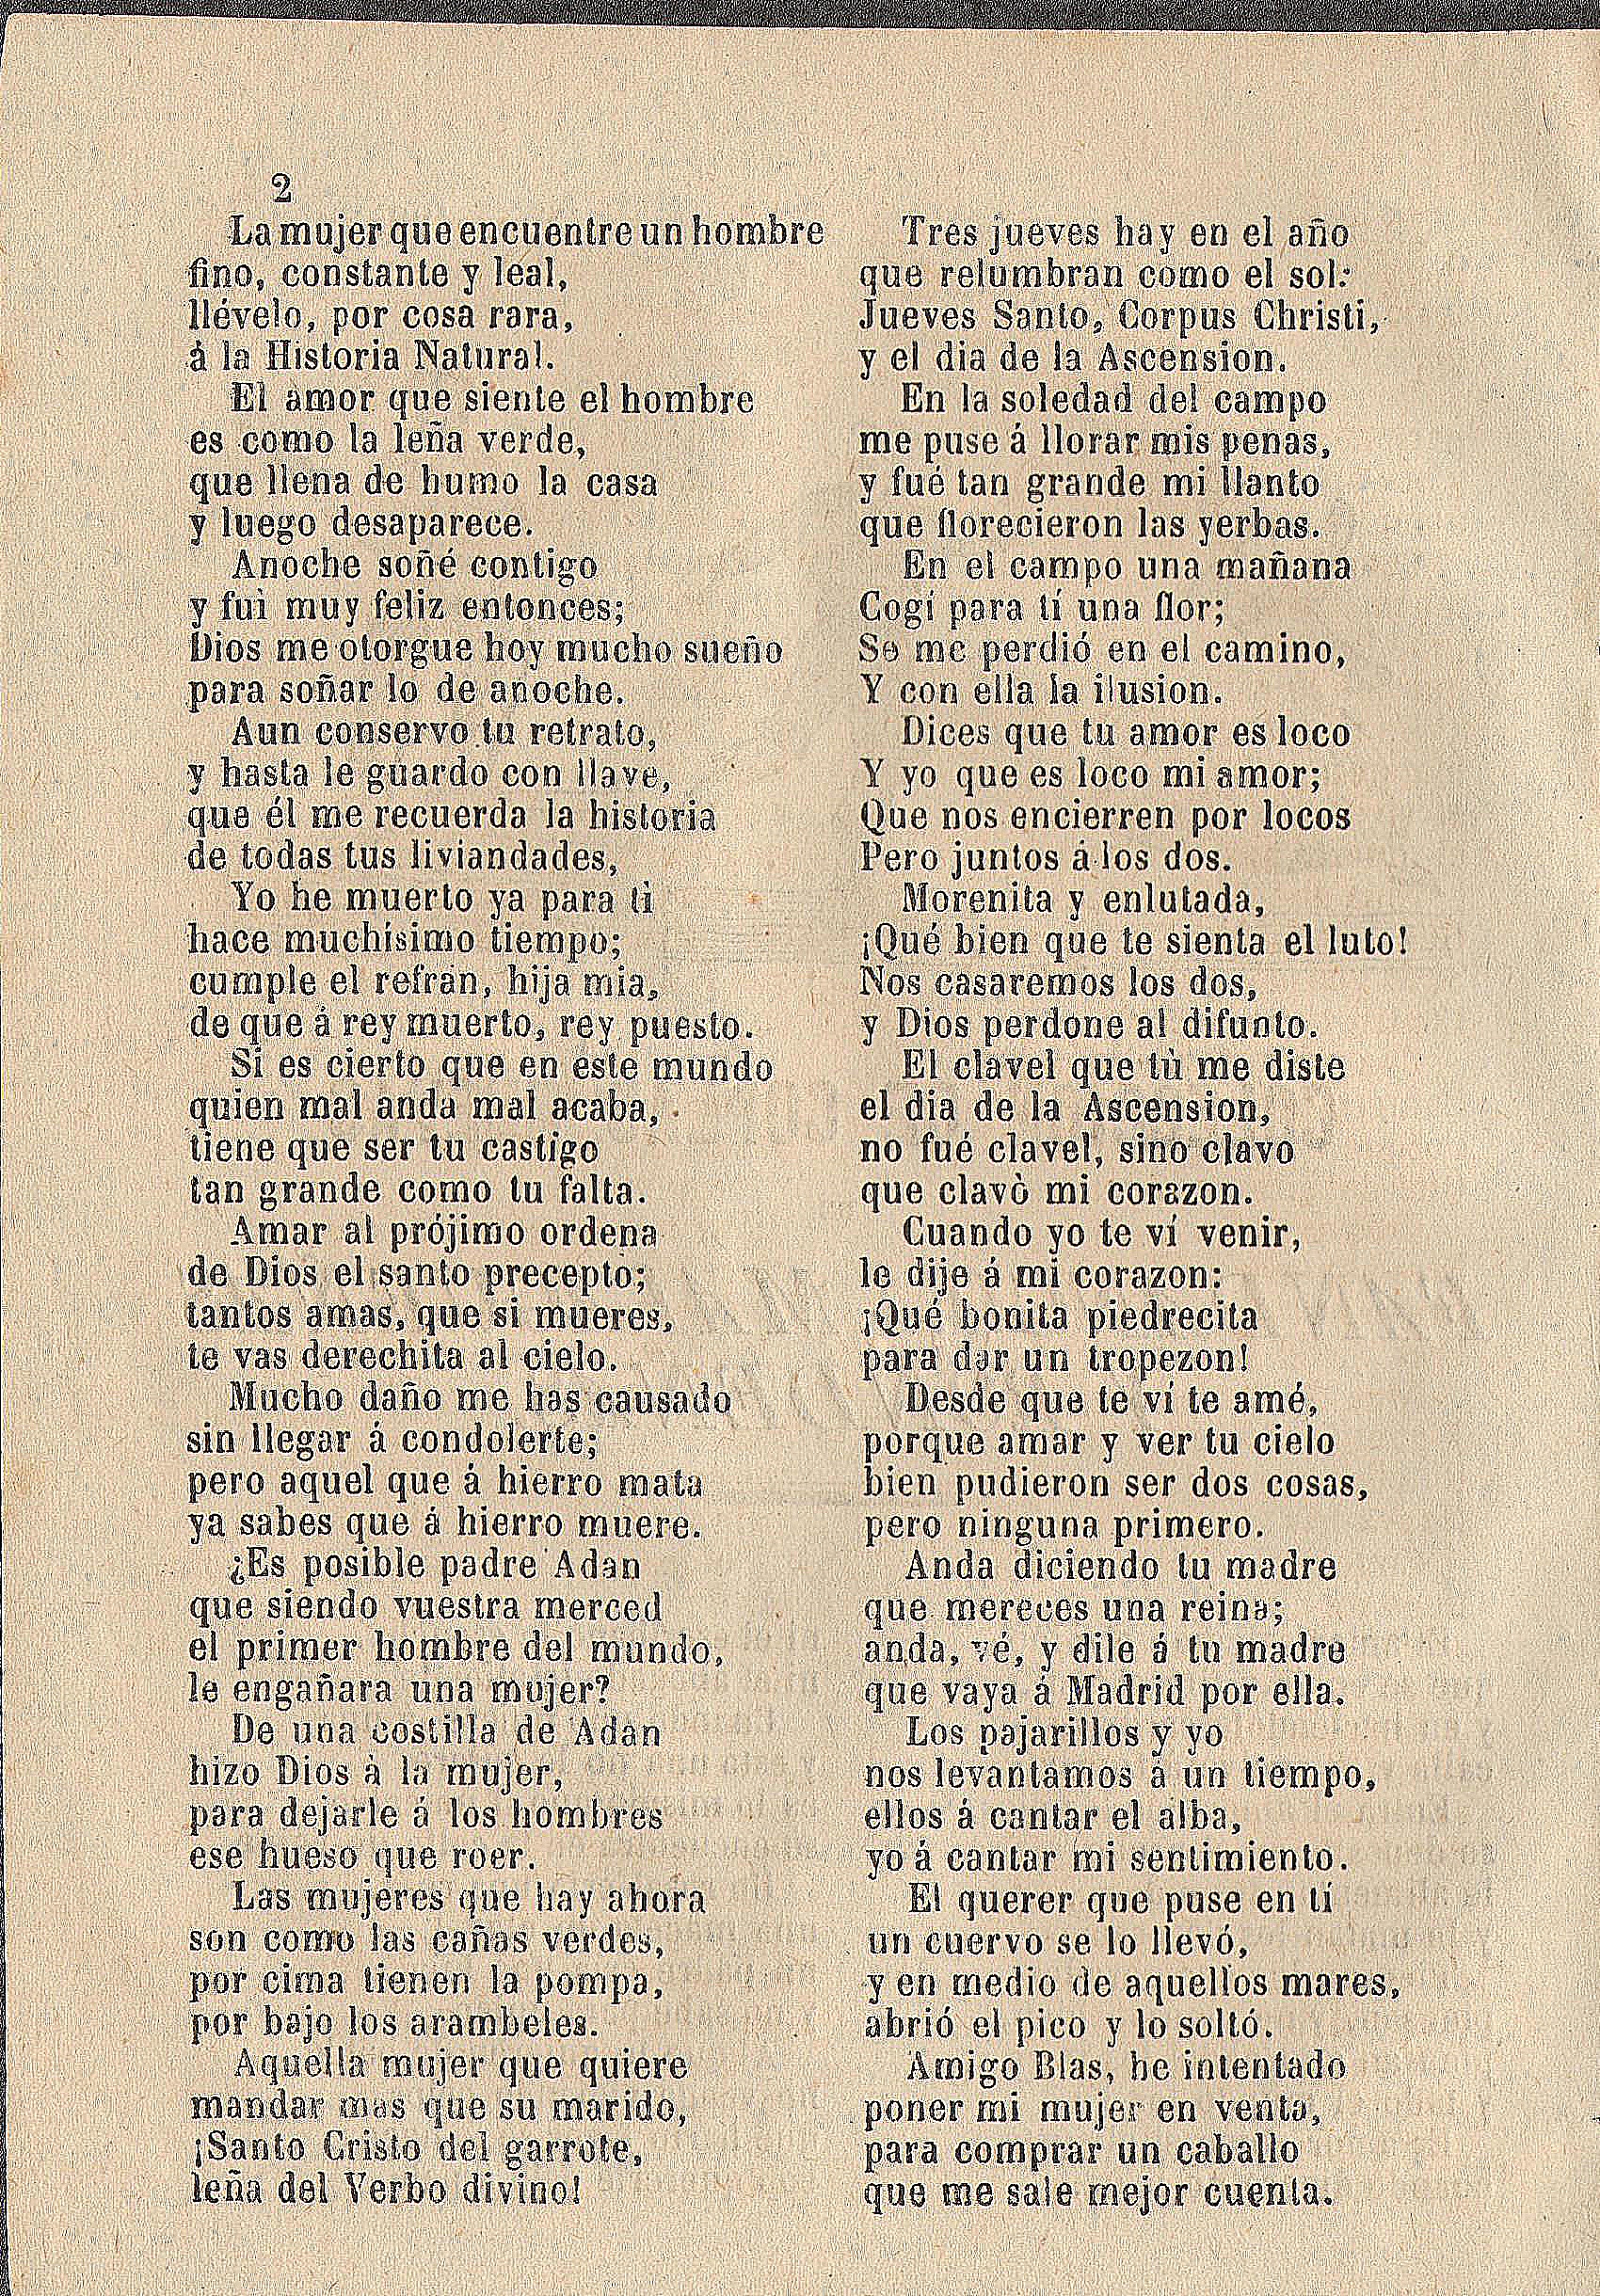 2
La mujer que encuentre un hombre
fino, constante y leal,
llévelo, por cosa rara,
á la Historia Natural.
El amor que siente el hombre
es como la leña verde,
que llena de humo la casa
y luego desaparece.
Anoche soñé contigo
y fui muy feliz entonces;
Dios me otorgue hoy mucho sueño
para soñar lo de anoche.
Aun conservo tu retrato,
y hasta le guardo con llave,
que él me recuerda la historia
de todas tus liviandades,
Yo he muerto ya para tì
hace muchísimo tiempo;
cumple el refran, hija mia,
de que á rey muerto, rey puesto.
Si es cierto que en este mundo
quien mal anda mal acaba,
tiene que ser tu castigo
tan grande como tu falta.
Amar al prójimo ordena
de Dios el santo precepto;
tantos amas, que si mueres,
te vas derechita al cielo.
Mucho daño me has causado
sin llegar á condolerte;
pero aquel que á hierro mata
ya sabes que á hierro muere.
¿Es posible padre Adan
que siendo vuestra merced
el primer hombre del mundo,
le engañara una mujer?
De una costilla de Adan
hizo Dios à la mujer,
para dejarle á los hombres
ese hueso que roer.
Las mujeres que hay ahora
son como las cañas verdes,
por cima tienen la pompa,
por bajo los arambeles.
Aquella mujer que quiere
mandar mas que su marido,
¡Santo Cristo del garrote,
leña del Verbo divino!
Tres jueves hay en el año
que relumbran como el sol:
Jueves Santo, Corpus Christi,
y el dia de la Ascension.
En la soledad del campo
me puse á llorar mis penas,
y fué tan grande mi llanto
que florecieron las yerbas.
En el campo una mañana
Cogí para tí una flor;
Se me perdió en el camino,
Y con ella la ilusion.
Dices que tu amor es loco
Y yo que es loco mi amor;
Que nos encierren por locos
Pero juntos á los dos.
Morenita y enlutada,
¡Qué bien que te sienta el luto!
Nos casaremos los dos,
y Dios perdone al difunto.
El clavel que tù me diste
el dia de la Ascension,
no fué clavel, sino clavo
que clavò mi corazon.
Cuando yo te ví venir,
le dije á mi corazon:
¡Qué bonita piedrecita
para dar un tropezon!
Desde que te ví te amé,
porque amar y ver tu cielo
bien pudieron ser dos cosas,
pero ninguna primero.
Anda diciendo tu madre
que mereces una reina;
anda, vé, y dile á tu madre
que vaya á Madrid por ella.
Los pajarillos y yo
nos levantamos á un tiempo,
ellos á cantar el alba,
yo á cantar mi sentimiento.
El querer que puse en tí
un cuervo se lo llevó,
y en medio de aquellos mares,
abrió el pico y lo soltó.
Amigo Blas, he intentado
poner mi mujer en venta,
para comprar un caballo
que me sale mejor cuenta.